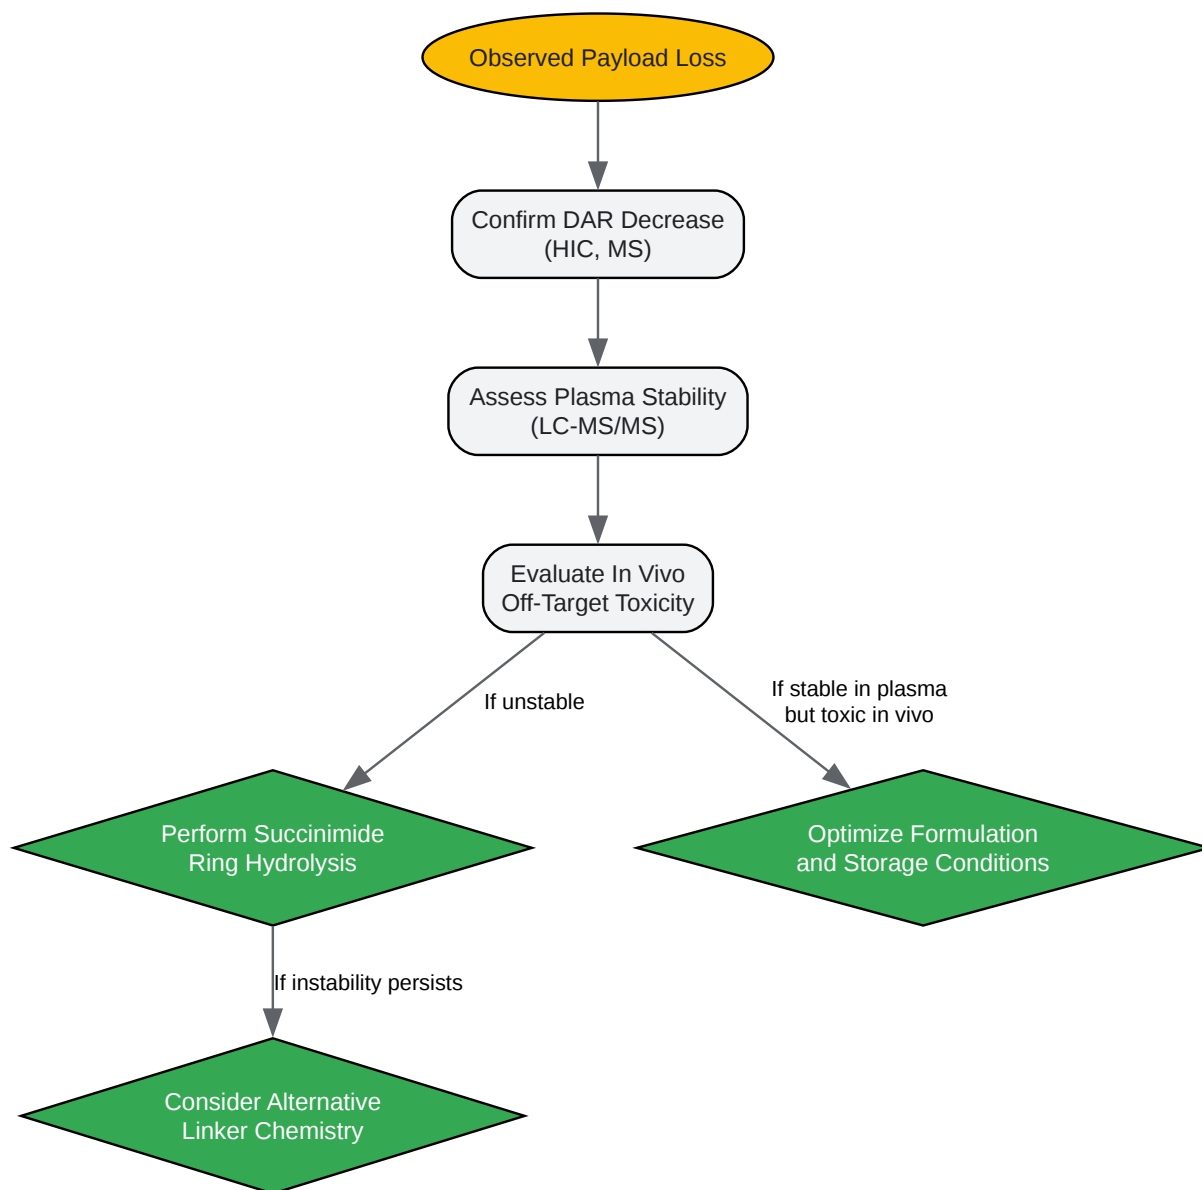 Observed Payload Loss
Confirm DAR Decrease
(HIC, MS)
Assess Plasma Stability
(LC-MS/MS)
Evaluate In Vivo
Off-Target Toxicity
If unstable
If stable in plasma
but toxic in vivo
Perform Succinimide
Ring Hydrolysis
Optimize Formulation
and Storage Conditions
If instability persists
Consider Alternative
Linker Chemistry